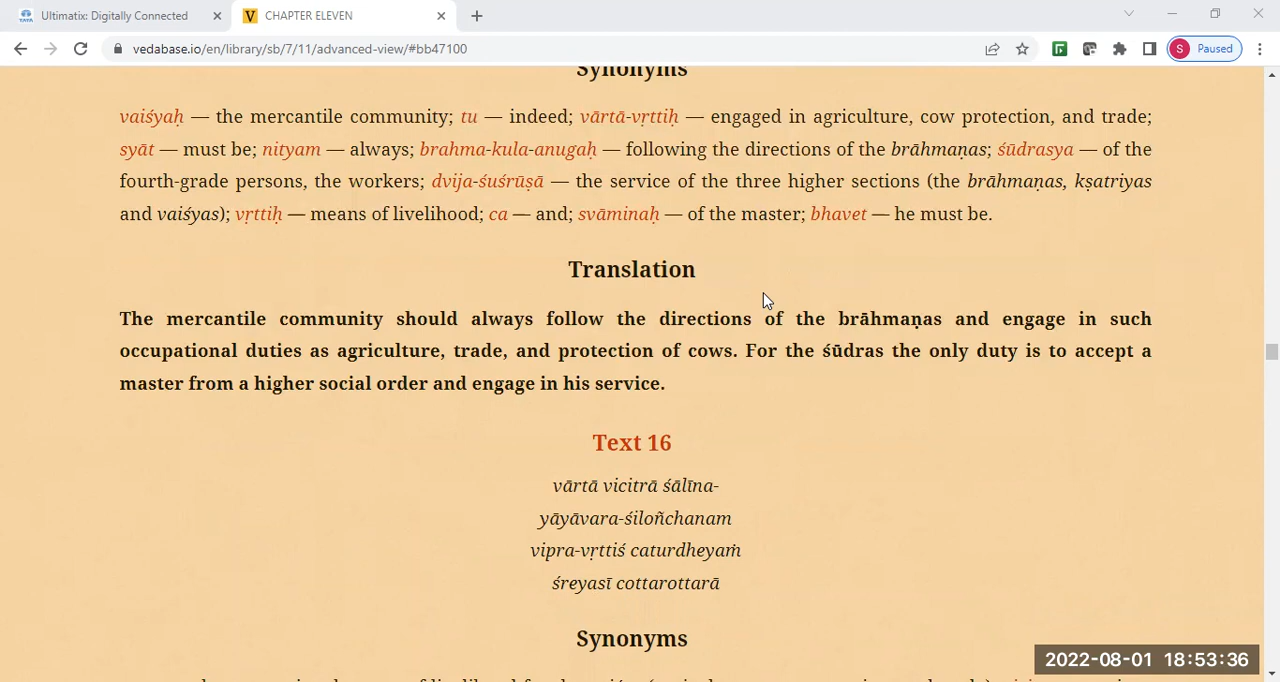 Ultimatix: Digitally Connected
CHAPTER ELEVEN
vedabase.io/en/library/sb/7/11/advanced-view/#bb47100
S Paused
Synonyms
vaiśyaḥ — the mercantile community; tu — indeed; vārtā-vṛttiḥ — engaged in agriculture, cow protection, and trade;
syāt — must be; nityam — always; brahma-kula-anugaḥ — following the directions of the brāhmaṇas; śūdrasya — of the
fourth-grade persons, the workers; dvija-śuśrūṣā — the service of the three higher sections (the brāhmaṇas, kṣatriyas
and vaiśyas); vṛttiḥ — means of livelihood; ca — and; svāminaḥ — of the master; bhavet — he must be.
Translation
The mercantile community should always follow the directions of the brāhmaṇas and engage in such
occupational duties as agriculture, trade, and protection of cows. For the śūdras the only duty is to accept a
master from a higher social order and engage in his service.
Text 16
vārtā vicitrā śālīna-
yāyāvara-śiloñchanam
vipra-vṛttiś caturdheyaṁ
śreyasī cottarottarā
Synonyms
2022-08-01 18:53:36